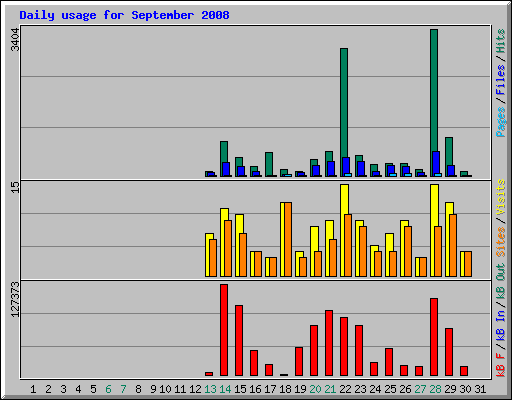 Daily usage for September 2008
3404
Pages / Files / Hits
15
Sites / Visits
127373
kB F / kB In / kB Out
1 2 3 4 5 6 7 8 9 10 11 12 13 14 15 16 17 18 19 20 21 22 23 24 25 26 27 28 29 30 31